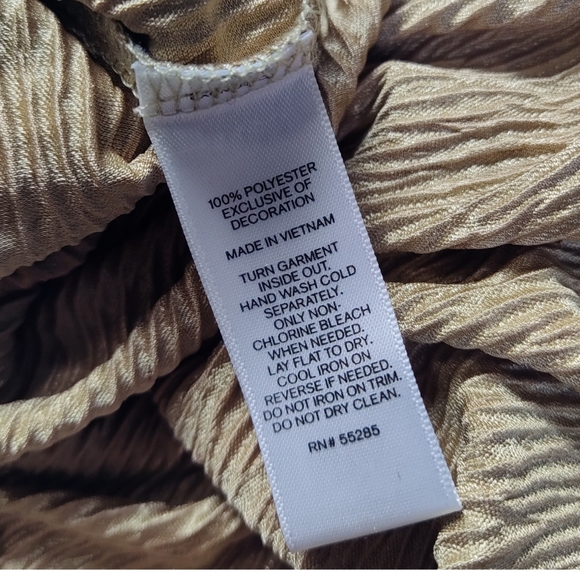 100% POLYESTER
EXCLUSIVE OF
DECORATION
MADE IN VIETNAM
TURN GARMENT
INSIDE OUT.
HAND WASH COLD
SEPARATELY.
ONLY NON-
CHLORINE BLEACH
WHEN NEEDED.
LAY FLAT TO DRY.
COOL IRON ON
REVERSE IF NEEDED.
DO NOT IRON ON TRIM.
DO NOT DRY CLEAN.
RN# 55285